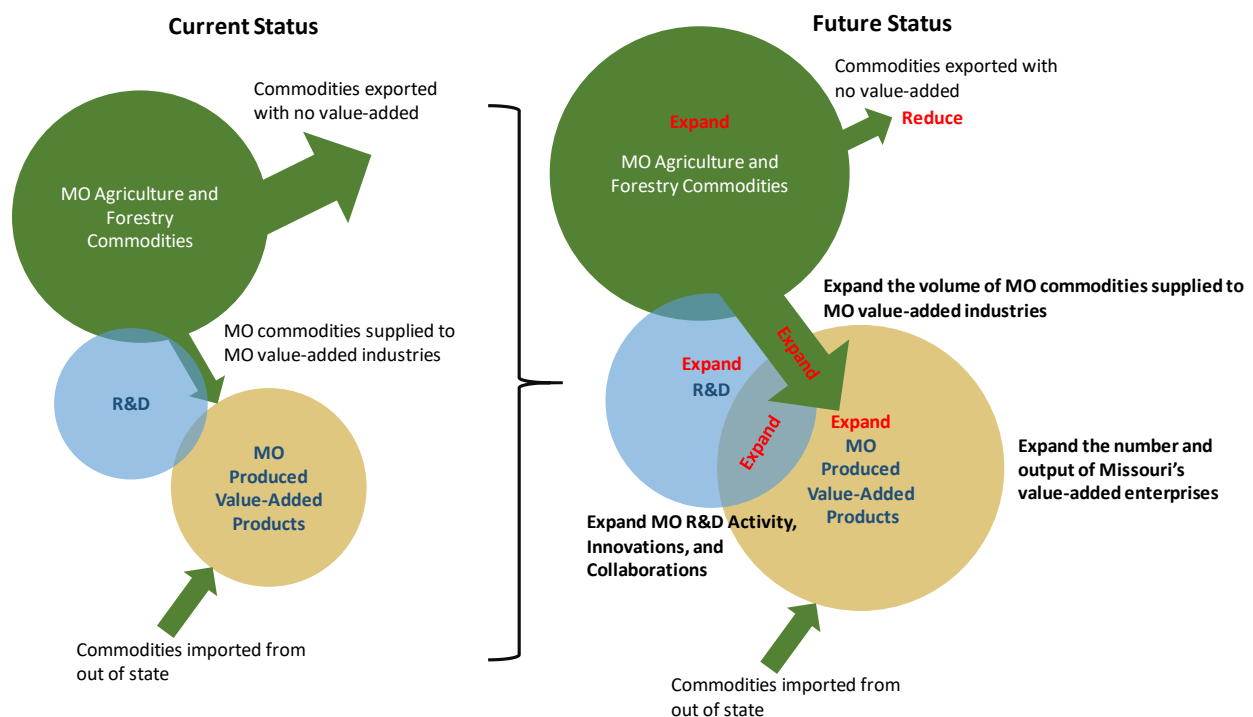 Current Status
Commodities exported
with no value-added
MO Agriculture and
Forestry
Commodities
MO commodities supplied to
MO value-added industries
R&D
MO
Produced
Value-Added
Products
Commodities imported from
out of state
Future Status
Commodities exported with
no value-added
Reduce
Expand
MO Agriculture and
Forestry Commodities
Expand the volume of MO commodities supplied to
MO value-added industries
Expand
Expand
R&D
Expand
Expand
MO
Produced
Value-Added
Products
Expand the number and
output of Missouri’s
value-added enterprises
Expand MO R&D Activity,
Innovations, and
Collaborations
Commodities imported from
out of state